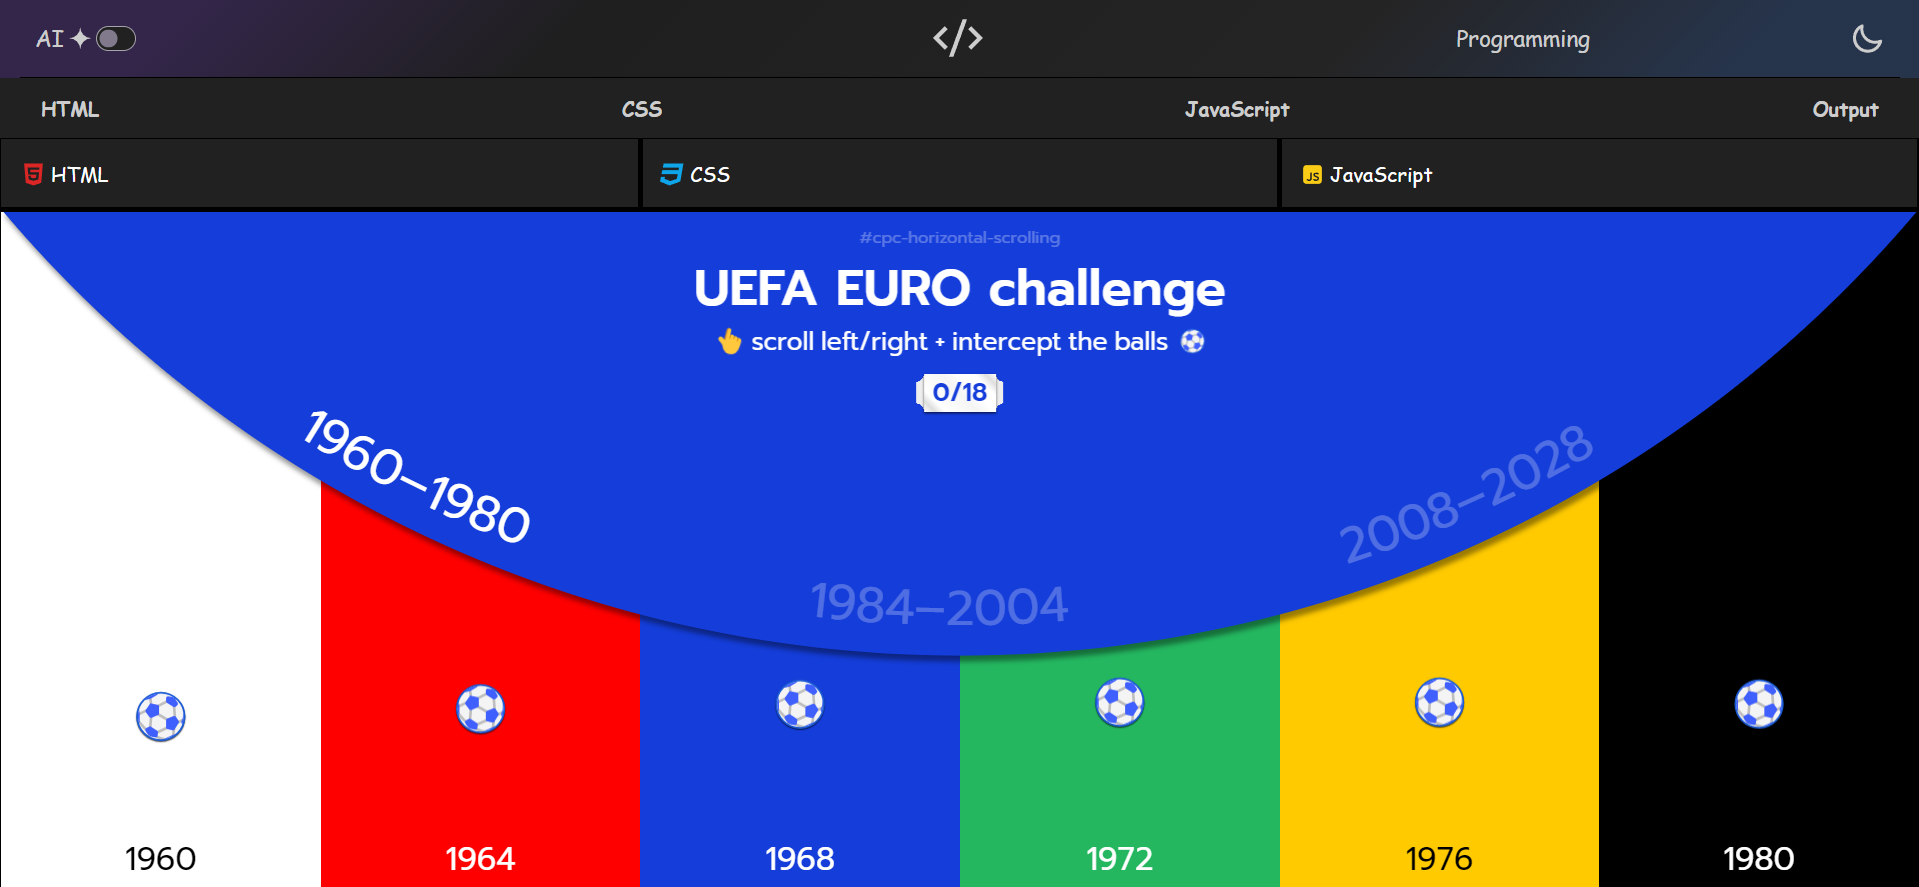 AI
</>
Programming
HTML
CSS
JavaScript
Output
HTML
CSS
JS JavaScript
#cpc-horizontal-scrolling
UEFA EURO challenge
scroll left/right + intercept the balls
0/18
1960–1980
1984–2004
2008–2028
1960
1964
1968
1972
1976
1980